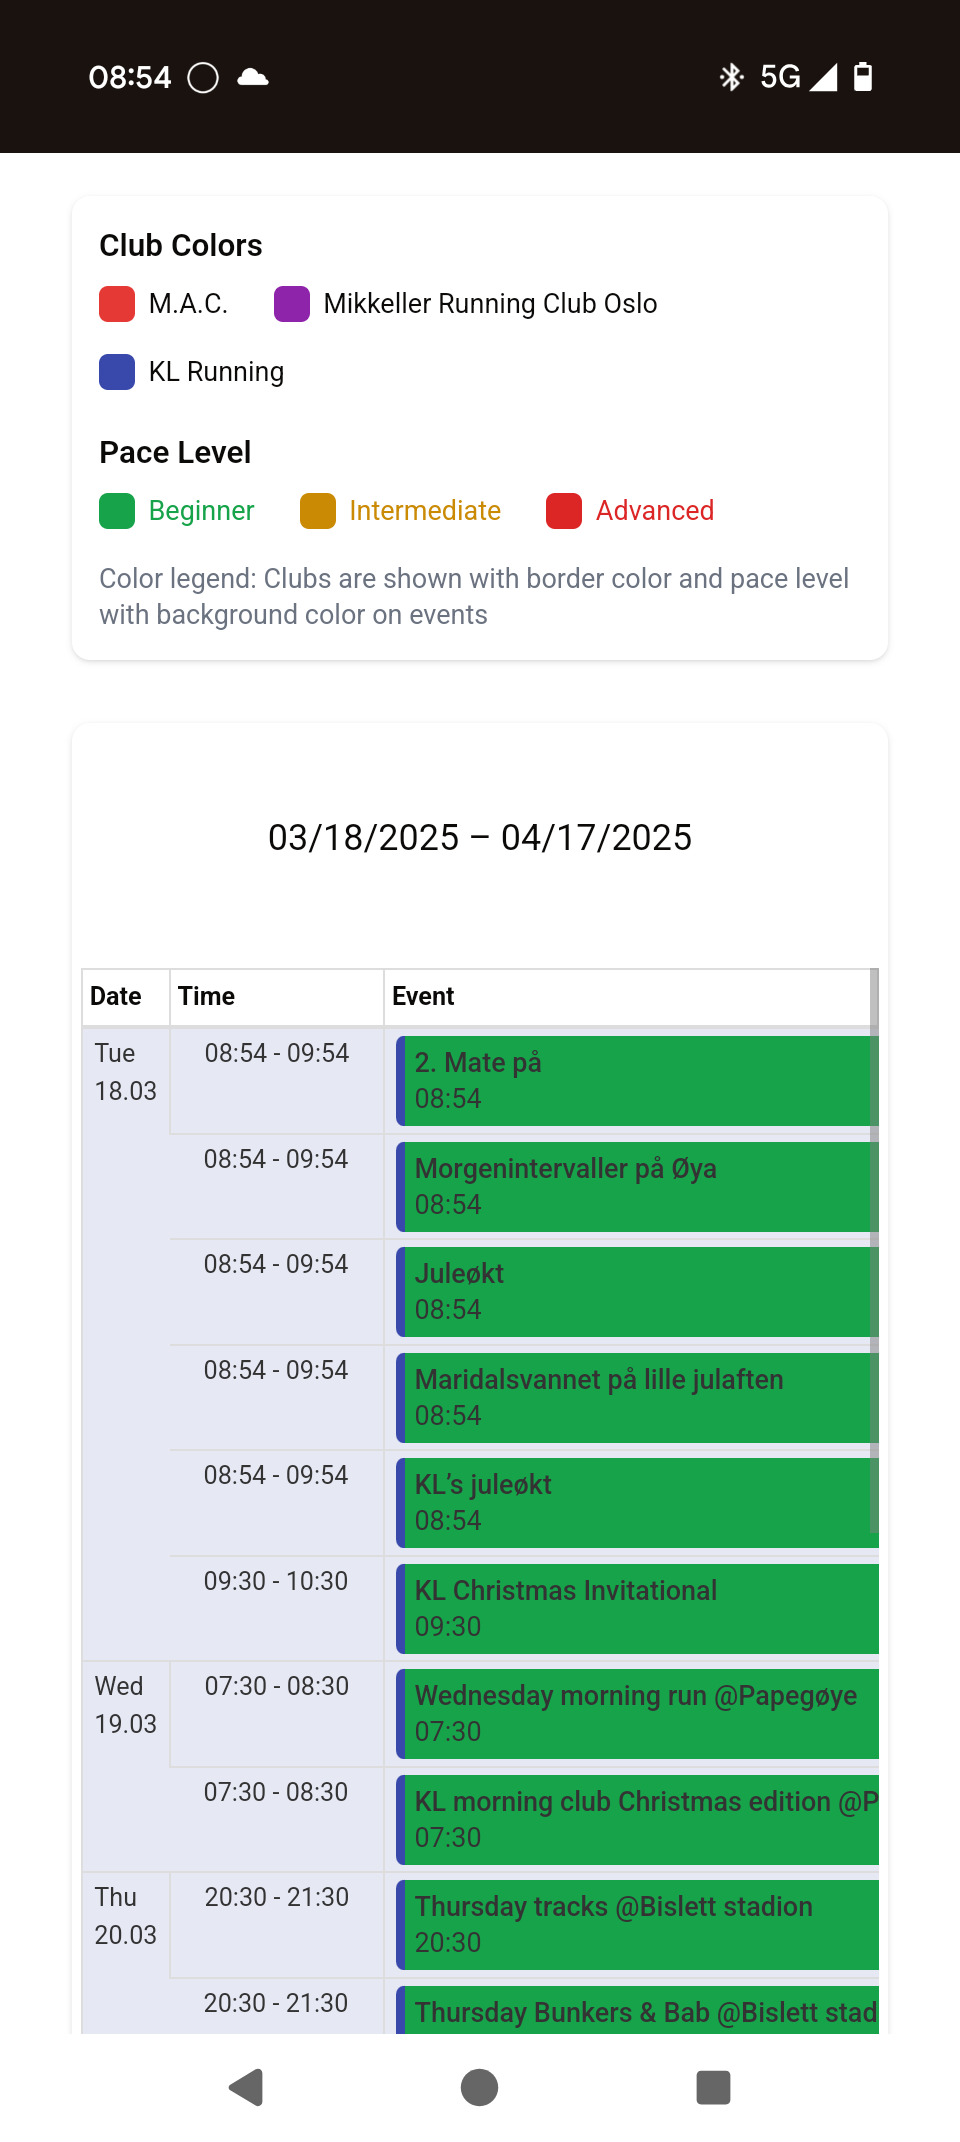 08:54
5G
Club Colors
M.A.C. Mikkeller Running Club Oslo
KL Running
Pace Level
Beginner Intermediate Advanced
Color legend: Clubs are shown with border color and pace level
with background color on events
03/18/2025 – 04/17/2025
Date Time Event
Tue 08:54 - 09:54 2. Mate på
18.03 08:54
08:54 - 09:54 Morgenintervaller på Øya
08:54
08:54 - 09:54 Juleøkt
08:54
08:54 - 09:54 Maridalsvannet på lille julaften
08:54
08:54 - 09:54 KL’s juleøkt
08:54
09:30 - 10:30 KL Christmas Invitational
09:30
Wed 07:30 - 08:30 Wednesday morning run @Papegøye
19.03 07:30
07:30 - 08:30 KL morning club Christmas edition @P
07:30
Thu 20:30 - 21:30 Thursday tracks @Bislett stadion
20.03 20:30
20:30 - 21:30 Thursday Bunkers & Bab @Bislett stad